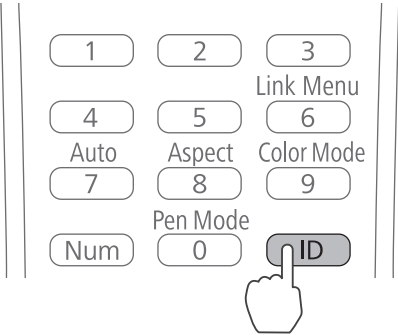 1 2 3
Link Menu
4 5 6
Auto Aspect Color Mode
7 8 9
Pen Mode
Num 0 ID